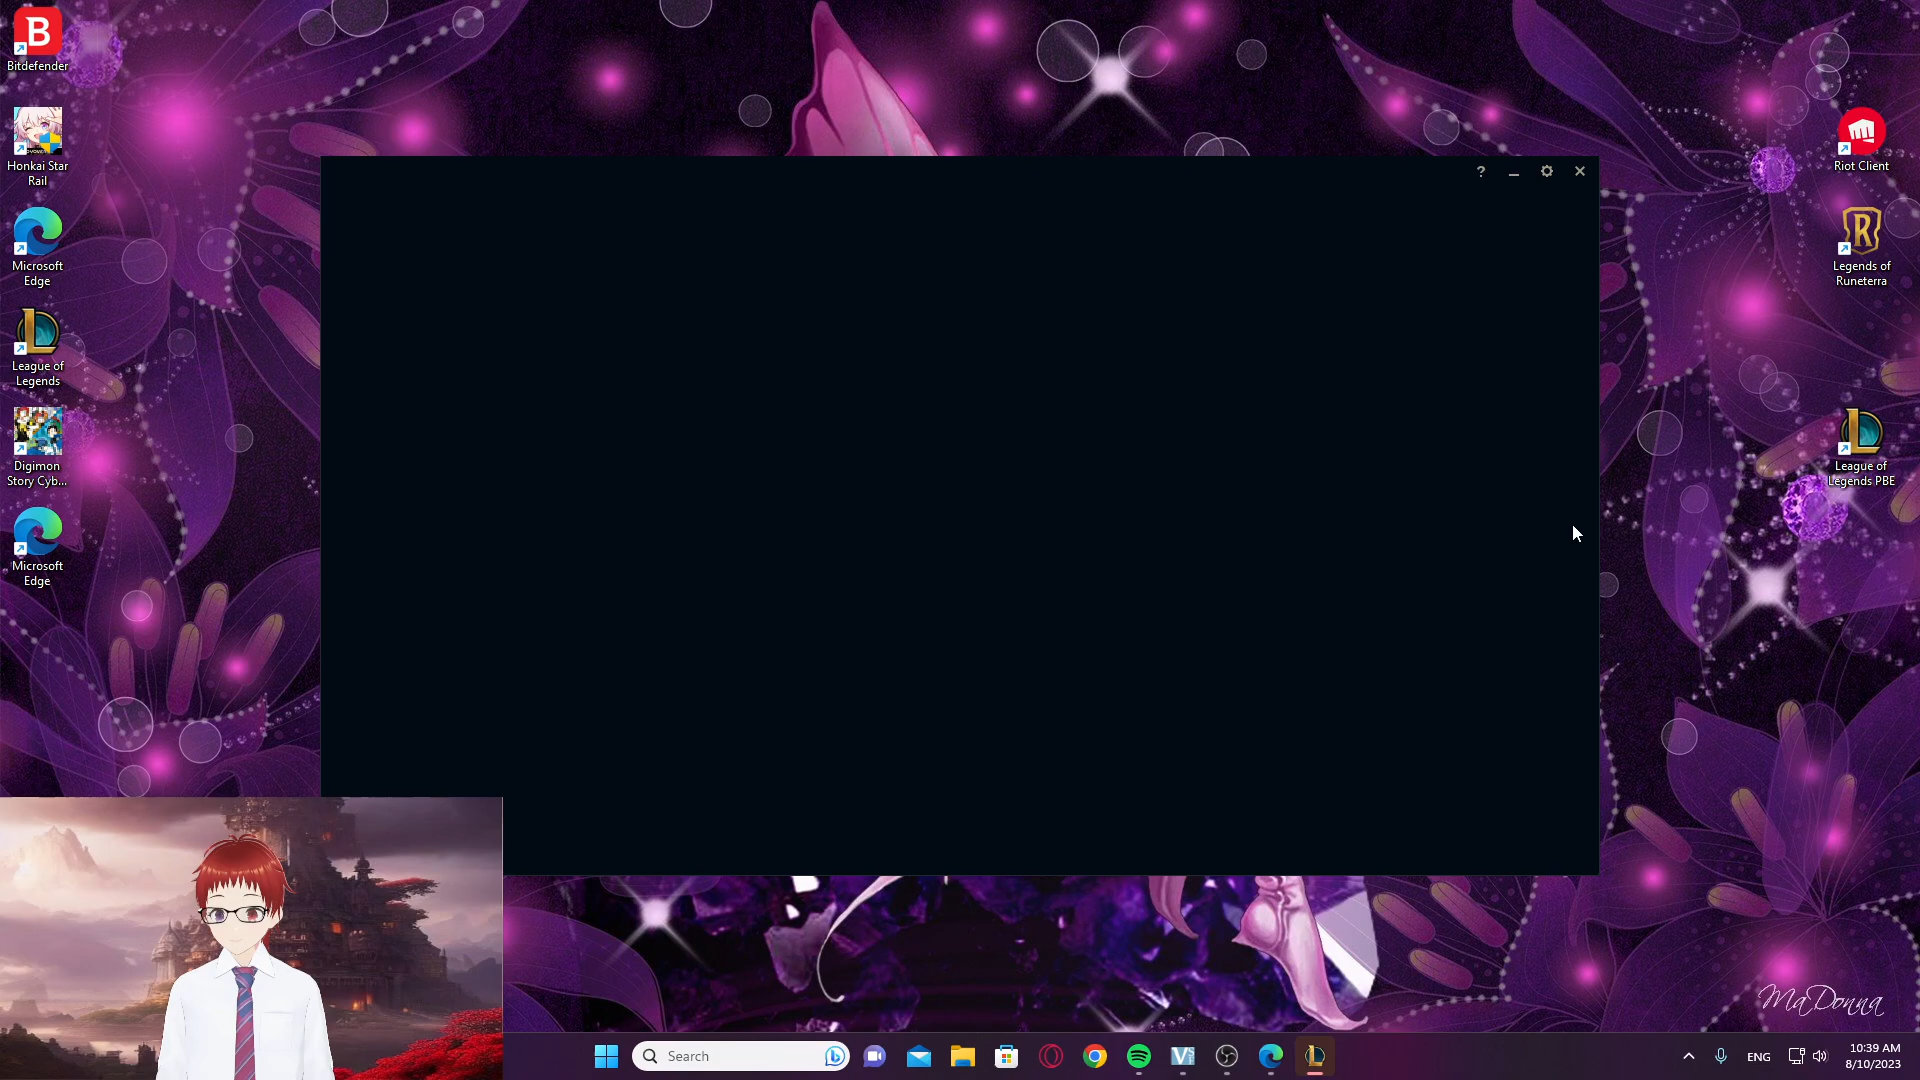 Bitdefender
Honkai Star
Rail
Microsoft
Edge
League of
Legends
Digimon
Story Cyb...
Microsoft
Edge
?
Riot Client
Legends of
Runeterra
League of
Legends PBE
MaDonna
Search
ENG
10:39 AM
8/10/2023